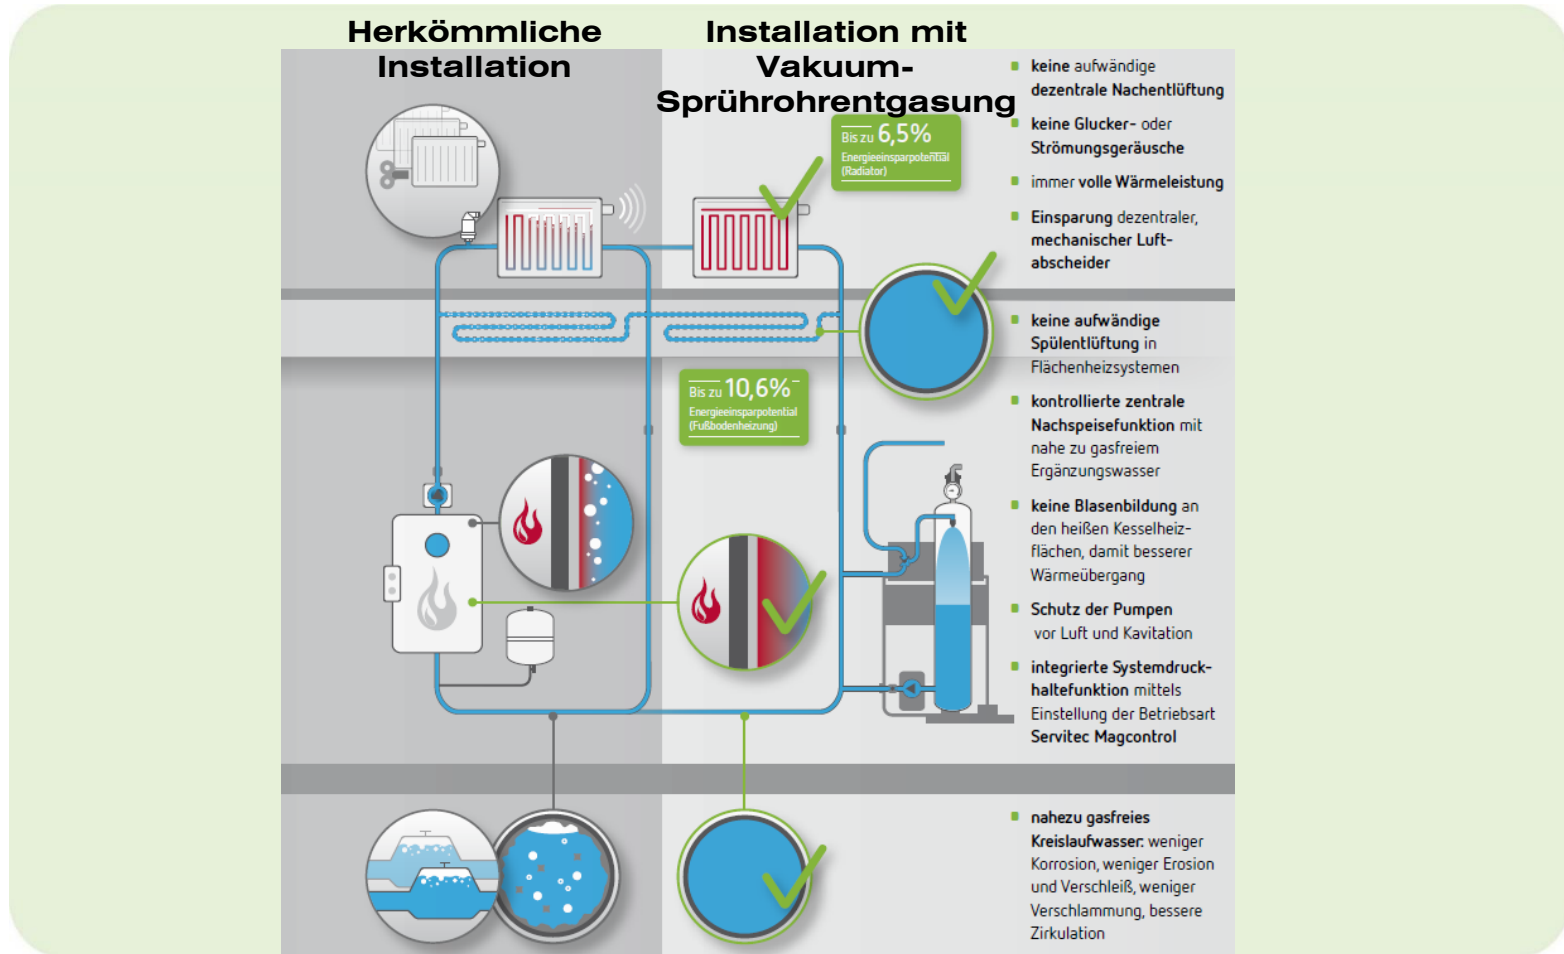 Herkömmliche
Installation
Installation mit
Vakuum-
Sprührohrentgasung
Bis zu 6,5%
Energieeinsparpotential
(Radiator)
Bis zu 10,6%
Energieeinsparpotential
(Fußbodenheizung)
keine aufwändige
dezentrale Nachentlüftung
keine Glucker- oder
Strömungsgeräusche
immer volle Wärmeleistung
Einsparung dezentraler,
mechanischer Luft-
abscheider
keine aufwändige
Spülentlüftung in
Flächenheizsystemen
kontrollierte zentrale
Nachspeisefunktion mit
nahe zu gasfreiem
Ergänzungswasser
keine Blasenbildung an
den heißen Kesselheiz-
flächen, damit besserer
Wärmeübergang
Schutz der Pumpen
vor Luft und Kavitation
integrierte Systemdruck-
haltefunktion mittels
Einstellung der Betriebsart
Servitec Magcontrol
nahezu gasfreies
Kreislaufwasser: weniger
Korrosion, weniger Erosion
und Verschleiß, weniger
Verschlammung, bessere
Zirkulation